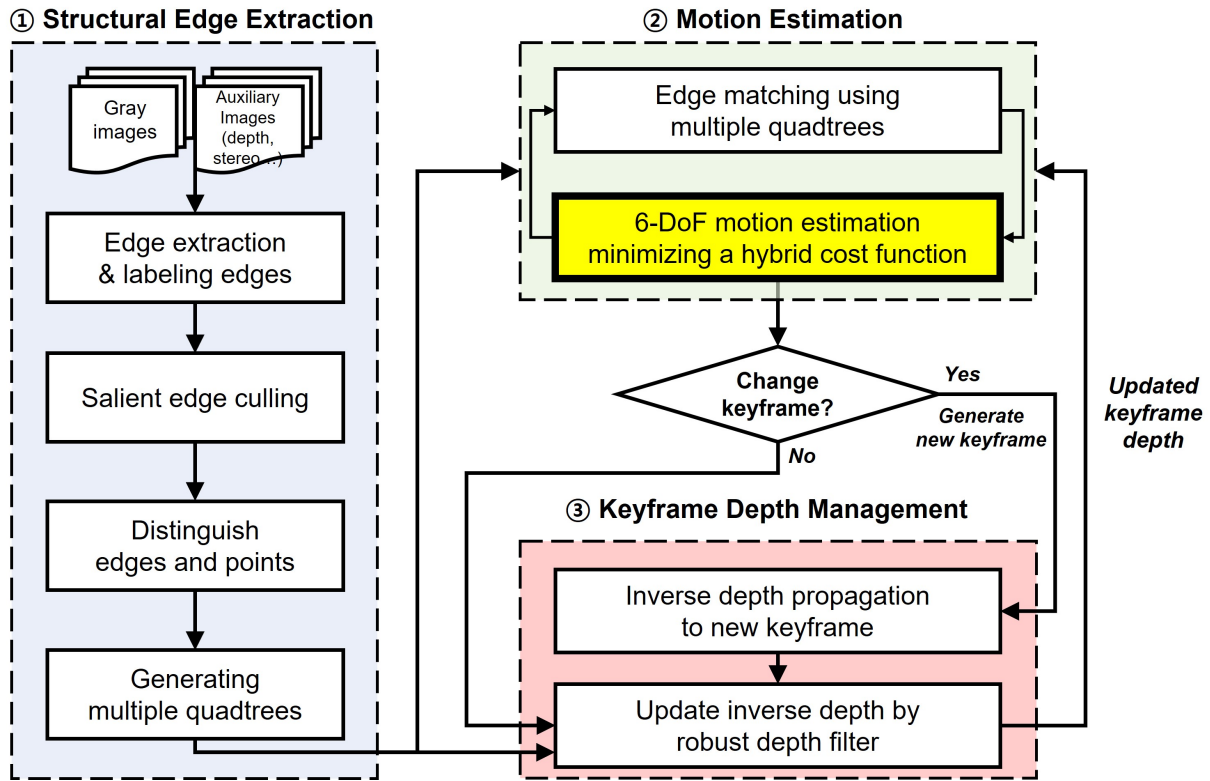 ① Structural Edge Extraction
Gray
images
Auxiliary
Images
(depth,
stereo...)
Edge extraction
& labeling edges
Salient edge culling
Distinguish
edges and points
Generating
multiple quadtrees
② Motion Estimation
Edge matching using
multiple quadtrees
6-DoF motion estimation
minimizing a hybrid cost function
Change
keyframe?
Yes
Generate
new keyframe
No
Updated
keyframe
depth
③ Keyframe Depth Management
Inverse depth propagation
to new keyframe
Update inverse depth by
robust depth filter